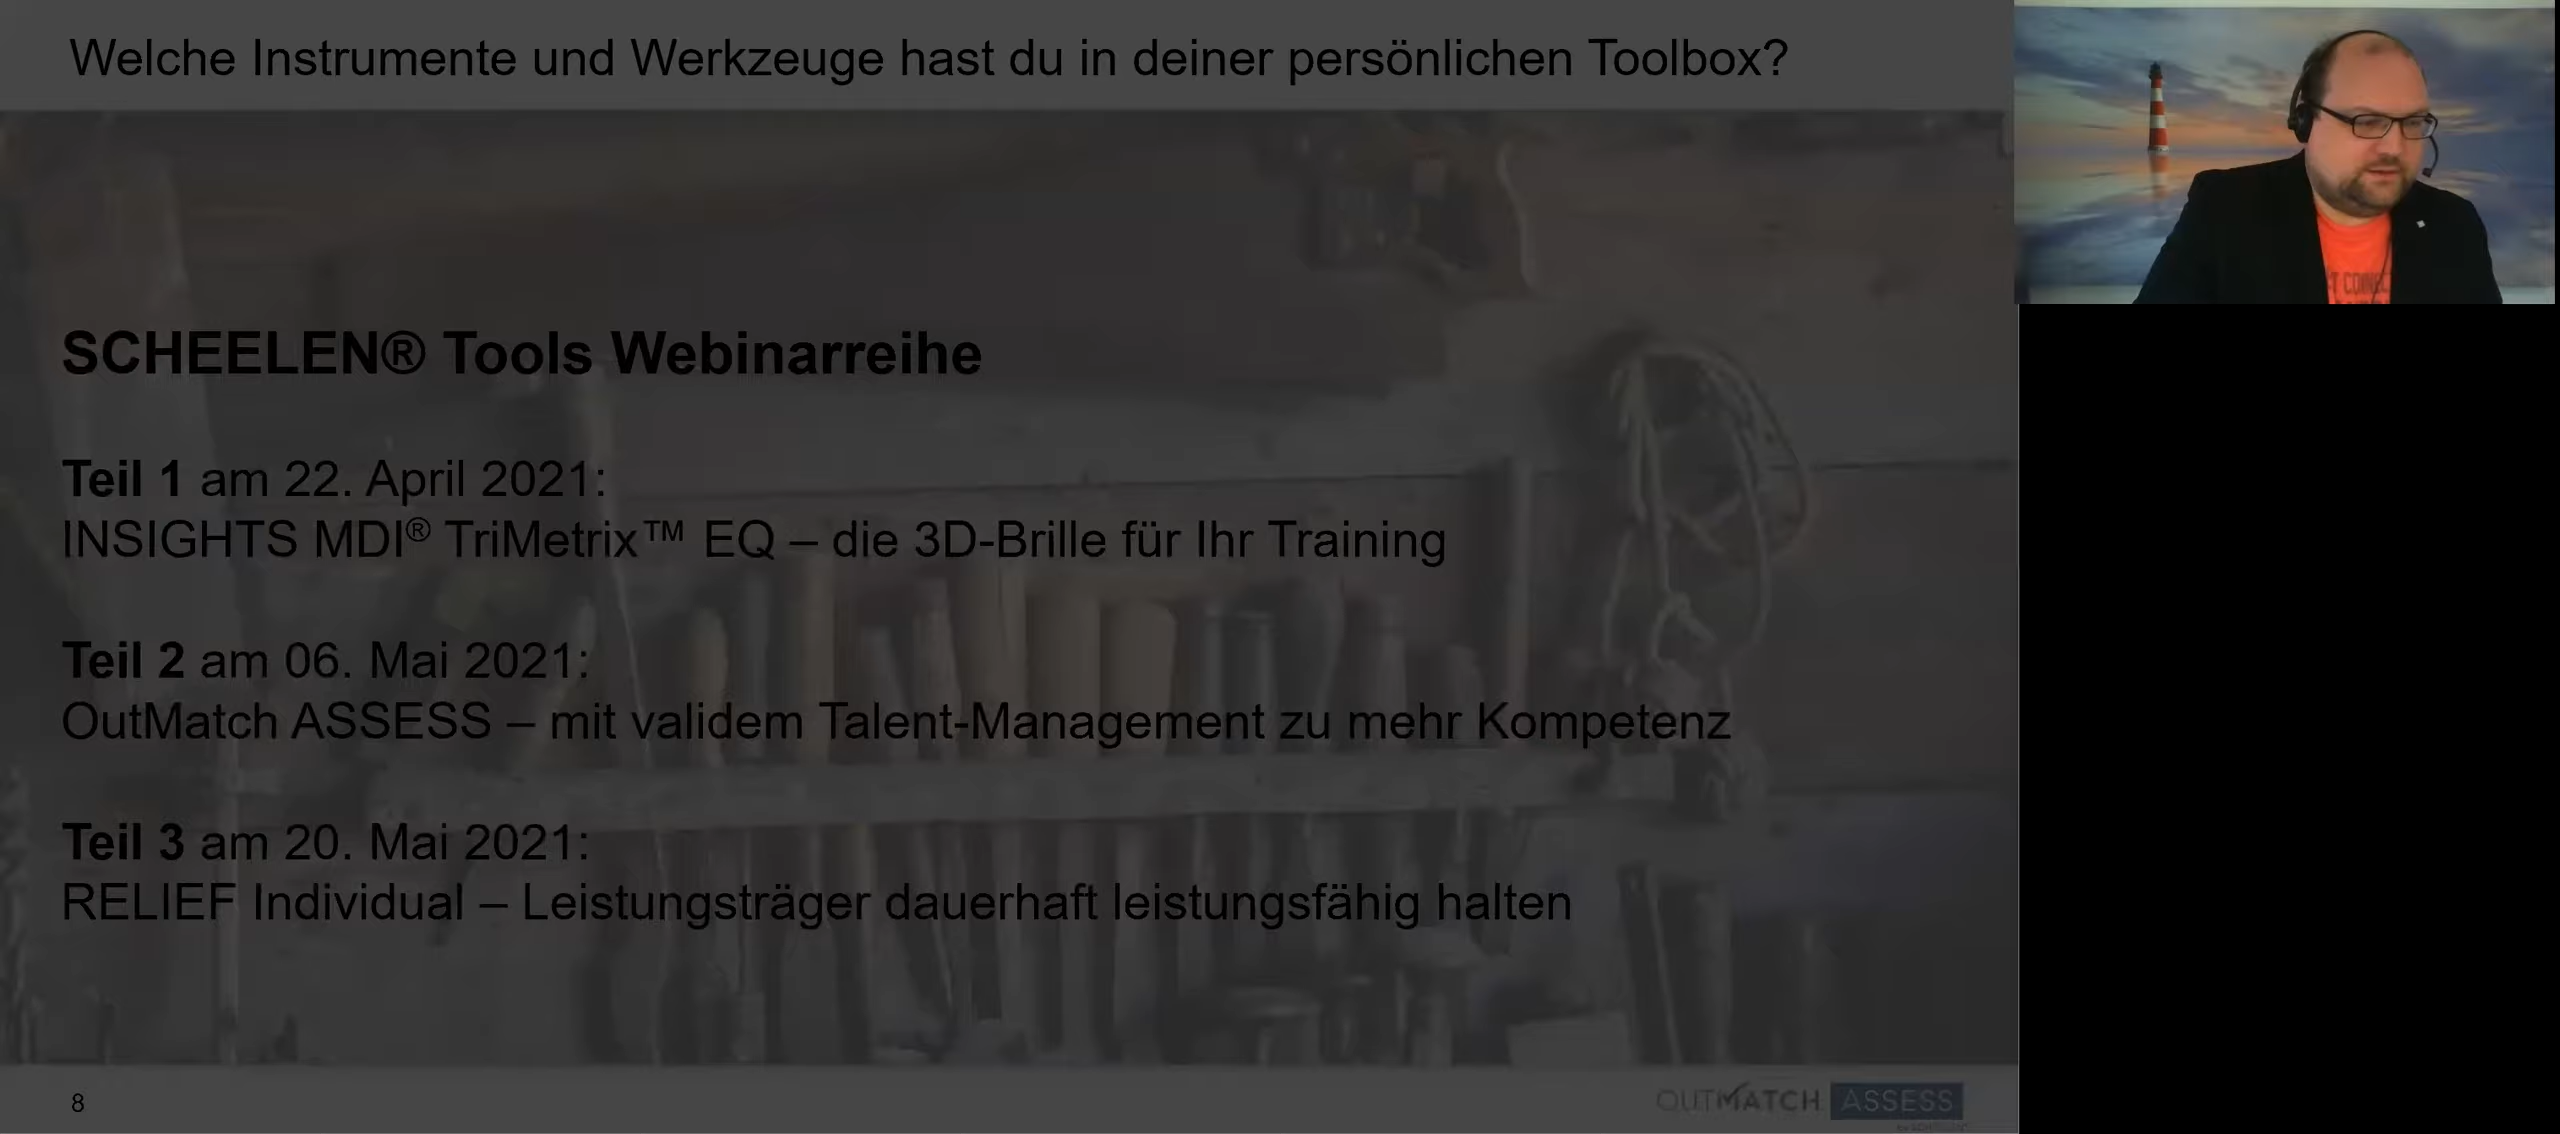 Welche Instrumente und Werkzeuge hast du in deiner persönlichen Toolbox?
SCHEELEN® Tools Webinarreihe
Teil 1 am 22. April 2021:
INSIGHTS MDI® TriMetrix™ EQ – die 3D-Brille für Ihr Training
Teil 2 am 06. Mai 2021:
OutMatch ASSESS – mit validem Talent-Management zu mehr Kompetenz
Teil 3 am 20. Mai 2021:
RELIEF Individual – Leistungsträger dauerhaft leistungsfähig halten
8
OUTMATCH ASSESS